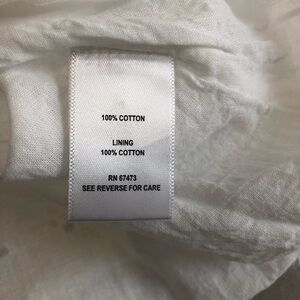 100% COTTON
LINING
100% COTTON
RN 67473
SEE REVERSE FOR CARE